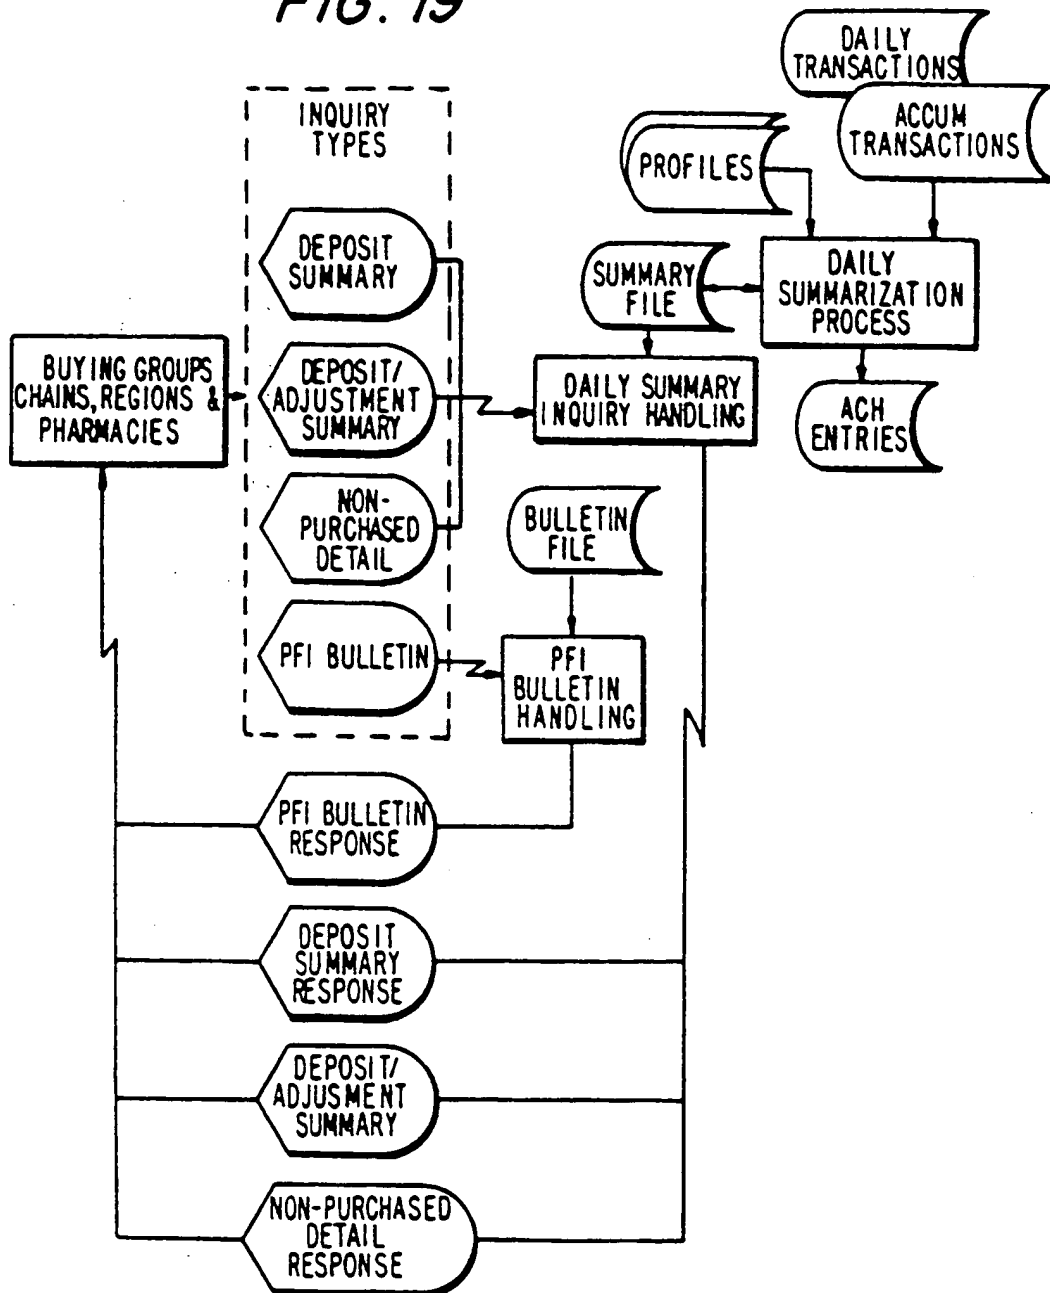 FIG. 19
DAILY
TRANSACTIONS
ACCUM
TRANSACTIONS
INQUIRY
TYPES
PROFILES
DEPOSIT
SUMMARY
SUMMARY
FILE
DAILY
SUMMARIZATION
PROCESS
BUYING GROUPS
CHAINS, REGIONS &
PHARMACIES
DEPOSIT/
ADJUSTMENT
SUMMARY
DAILY SUMMARY
INQUIRY HANDLING
ACH
ENTRIES
NON-
PURCHASED
DETAIL
BULLETIN
FILE
PFI BULLETIN
PFI
BULLETIN
HANDLING
PFI BULLETIN
RESPONSE
DEPOSIT
SUMMARY
RESPONSE
DEPOSIT/
ADJUSMENT
SUMMARY
NON-PURCHASED
DETAIL
RESPONSE